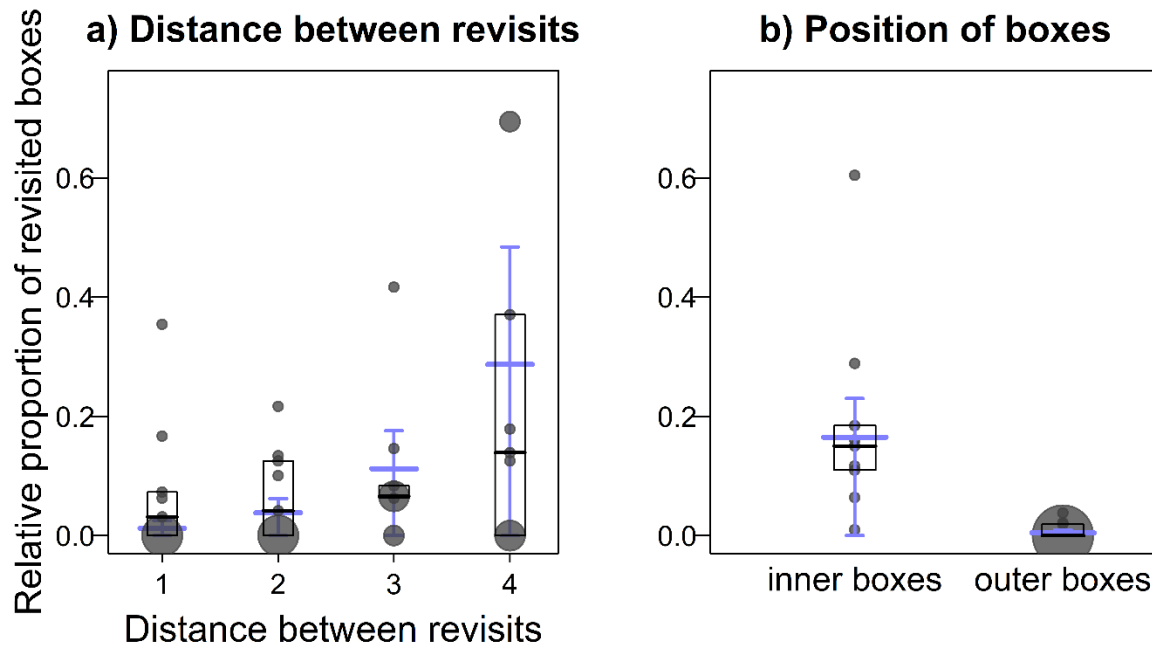 a) Distance between revisits
b) Position of boxes
Relative proportion of revisited boxes
0.6
0.4
0.2
0.0
1 2 3 4
Distance between revisits
0.6
0.4
0.2
0.0
inner boxes outer boxes